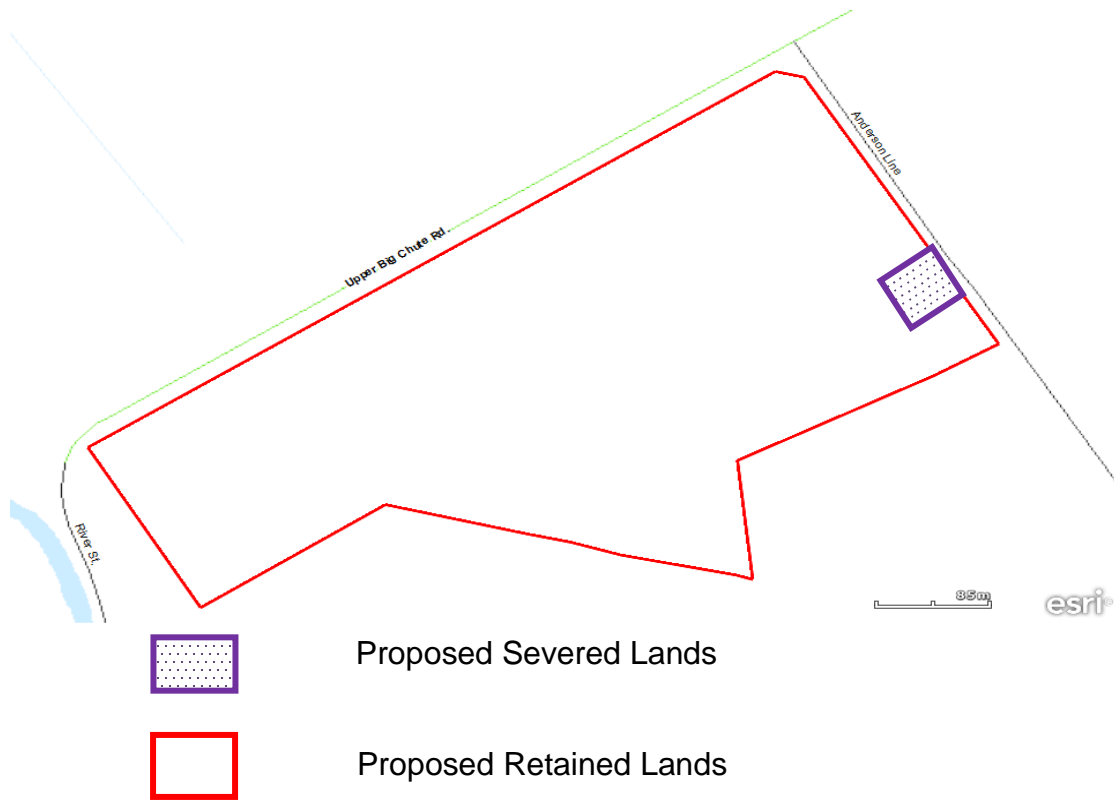 Anderson Line
Upper Big Chute Rd.
River St.
85m
esri
Proposed Severed Lands
Proposed Retained Lands